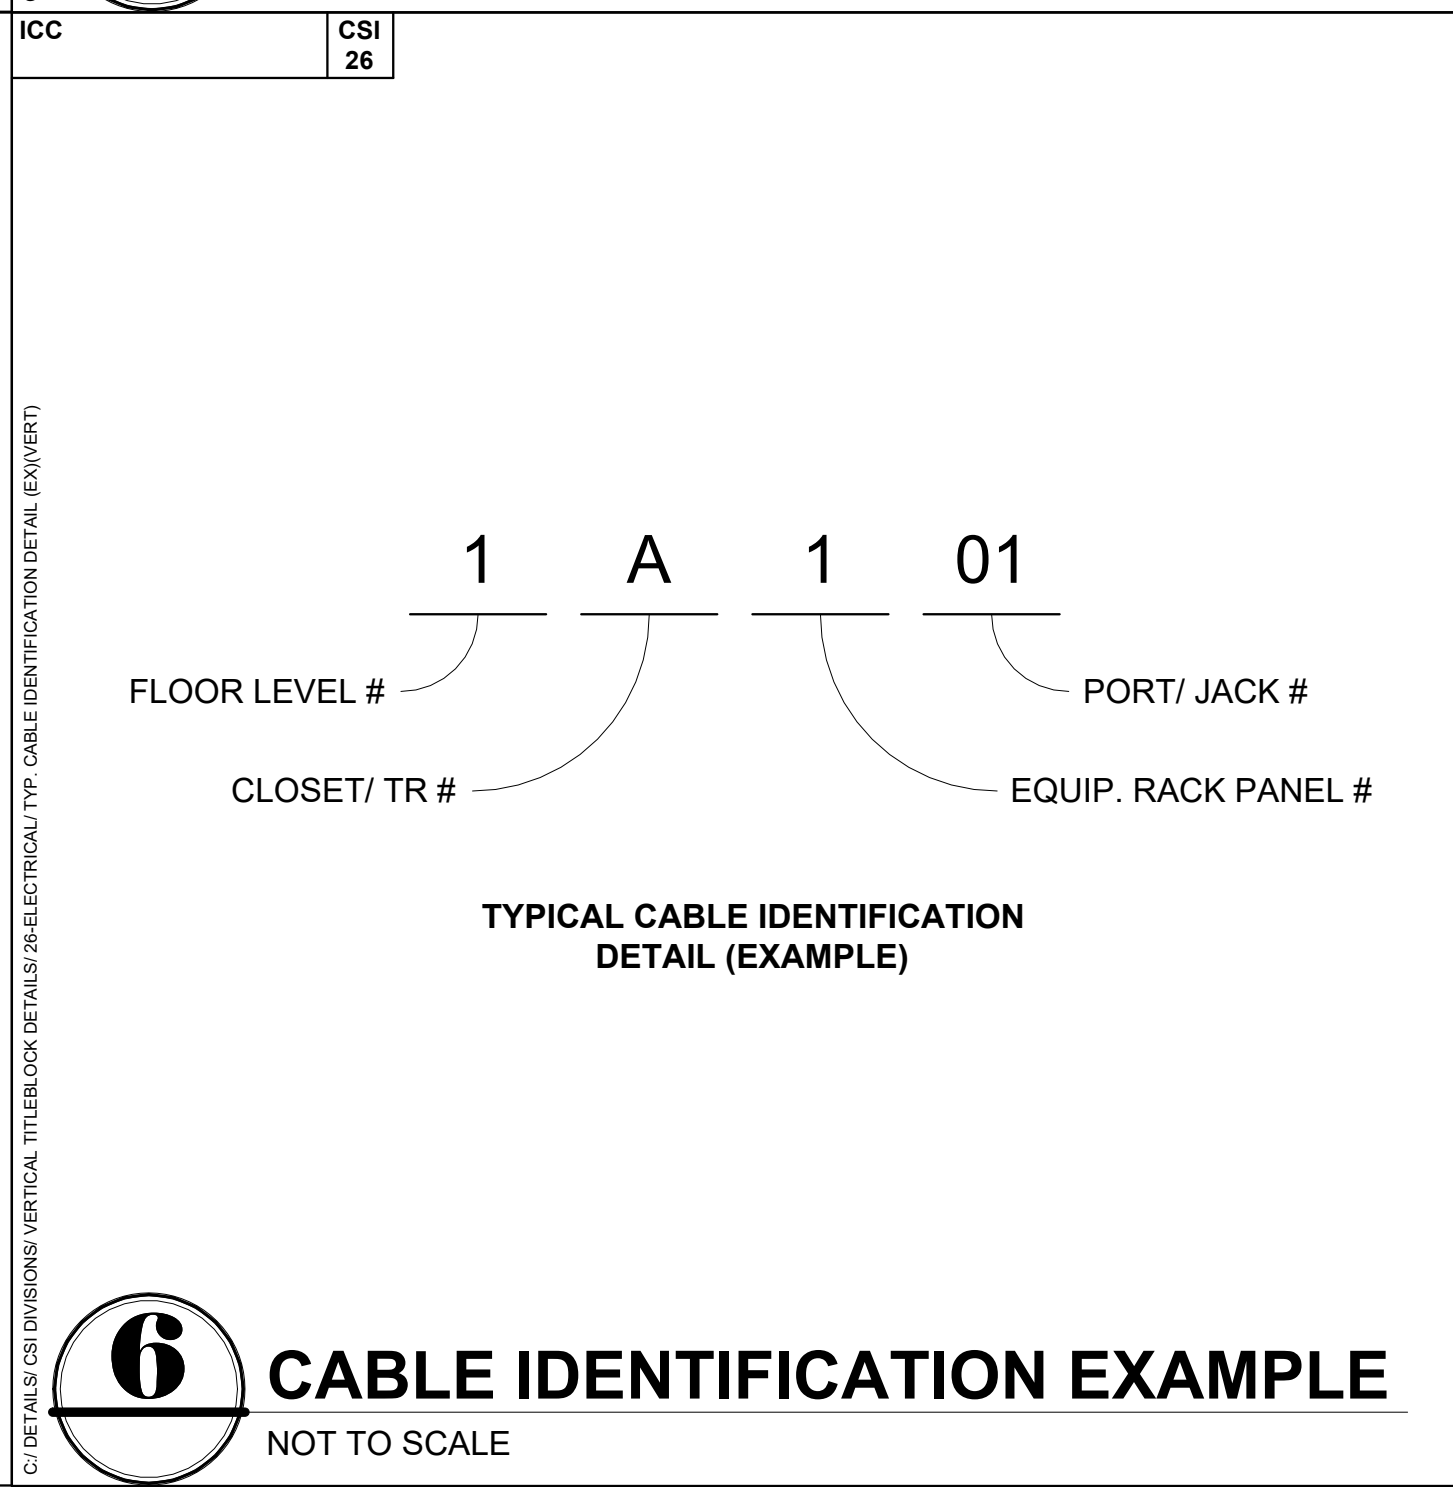 ICC
CSI
26
C:/ DETAILS/ CSI DIVISIONS/ VERTICAL TITLEBLOCK DETAILS/ 26-ELECTRICAL/ TYP. CABLE IDENTIFICATION DETAIL (EX)(VERT)
1 A 1 01
FLOOR LEVEL #
PORT/ JACK #
CLOSET/ TR #
EQUIP. RACK PANEL #
TYPICAL CABLE IDENTIFICATION
DETAIL (EXAMPLE)
6
CABLE IDENTIFICATION EXAMPLE
NOT TO SCALE